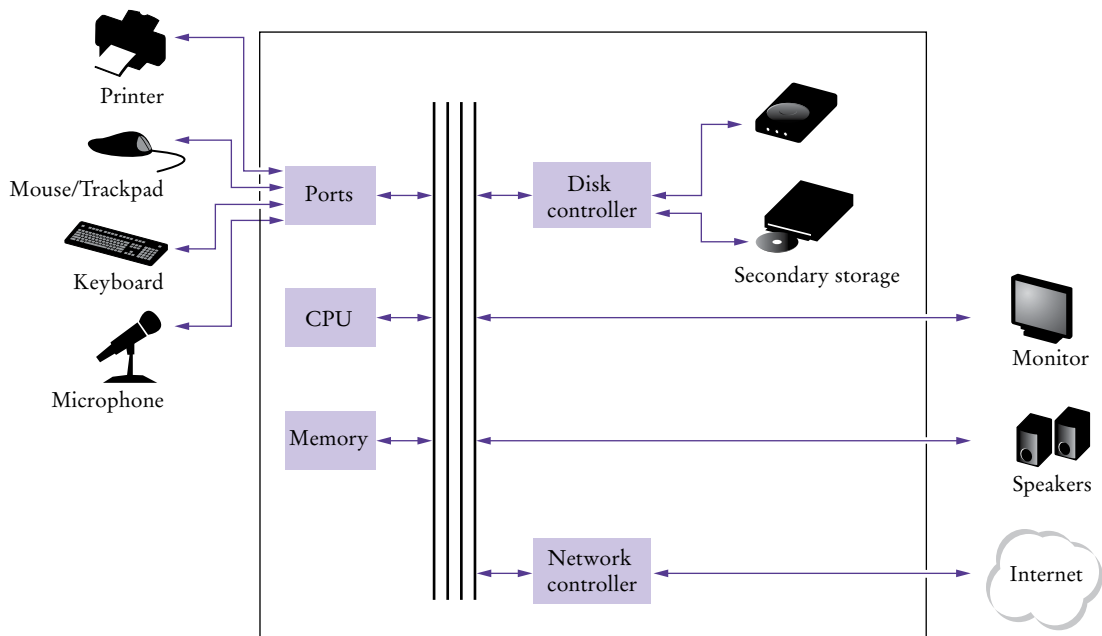 Printer
Mouse/Trackpad
Keyboard
Microphone
Ports
CPU
Memory
Disk
controller
Secondary storage
Network
controller
Monitor
Speakers
Internet